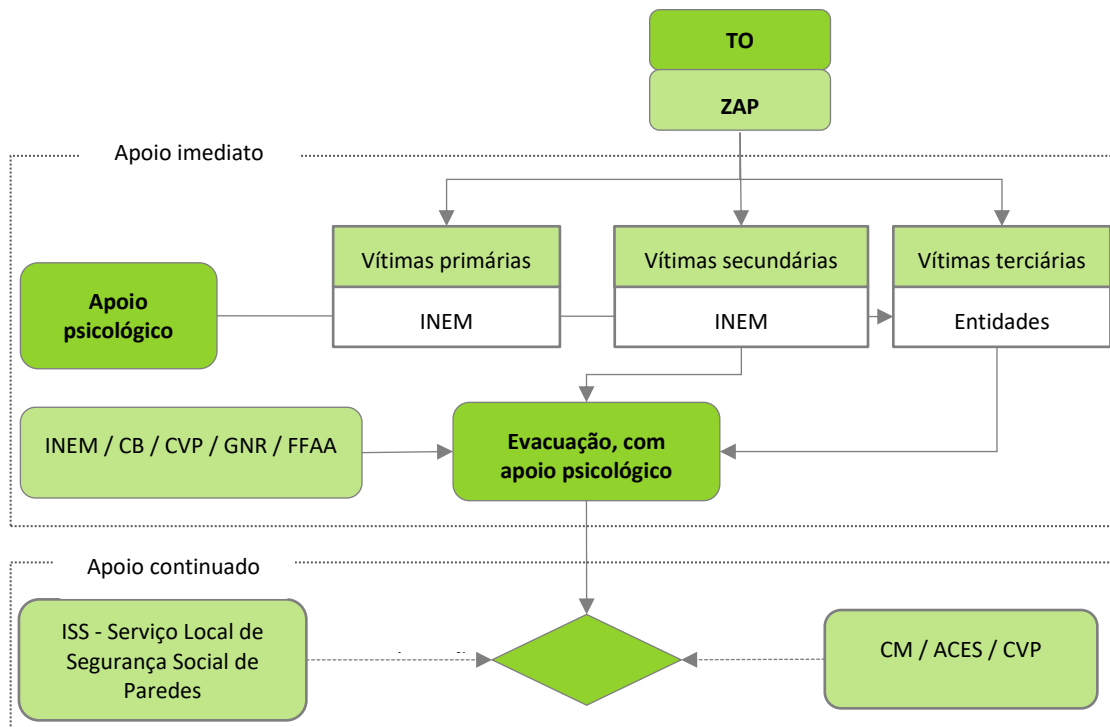 TO
ZAP
Apoio imediato
Vítimas primárias
Vítimas secundárias
Vítimas terciárias
Apoio
psicológico
INEM
INEM
Entidades
INEM / CB / CVP / GNR / FFAA
Evacuação, com
apoio psicológico
Apoio continuado
ISS - Serviço Local de
Segurança Social de
Paredes
CM / ACES / CVP